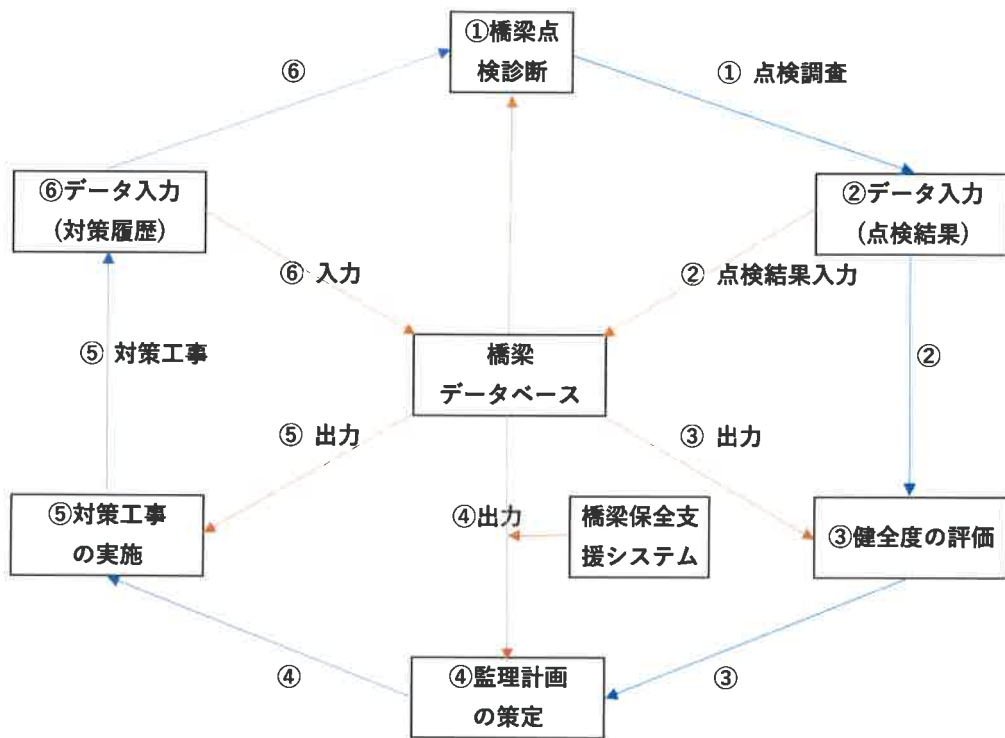 ①橋梁点
検診断
⑥
① 点検調査
⑥データ入力
(対策履歴)
②データ入力
(点検結果)
⑥ 入力
② 点検結果入力
⑤ 対策工事
橋梁
データベース
②
⑤ 出力
③ 出力
⑤対策工事
の実施
④出力
橋梁保全支
援システム
③健全度の評価
④
④監理計画
の策定
③